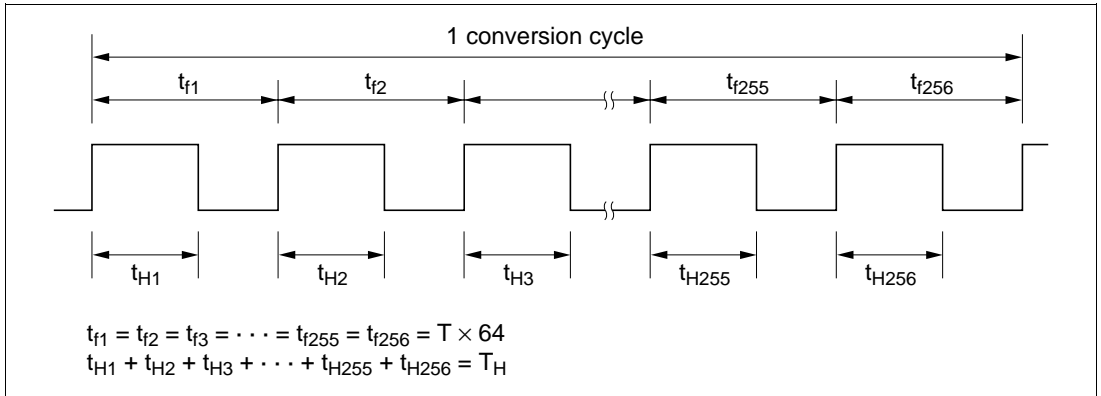 1 conversion cycle
tf1 tf2 tf255 tf256
tH1 tH2 tH3 tH255 tH256
tf1 = tf2 = tf3 = · · · = tf255 = tf256 = T × 64
tH1 + tH2 + tH3 + · · · + tH255 + tH256 = TH